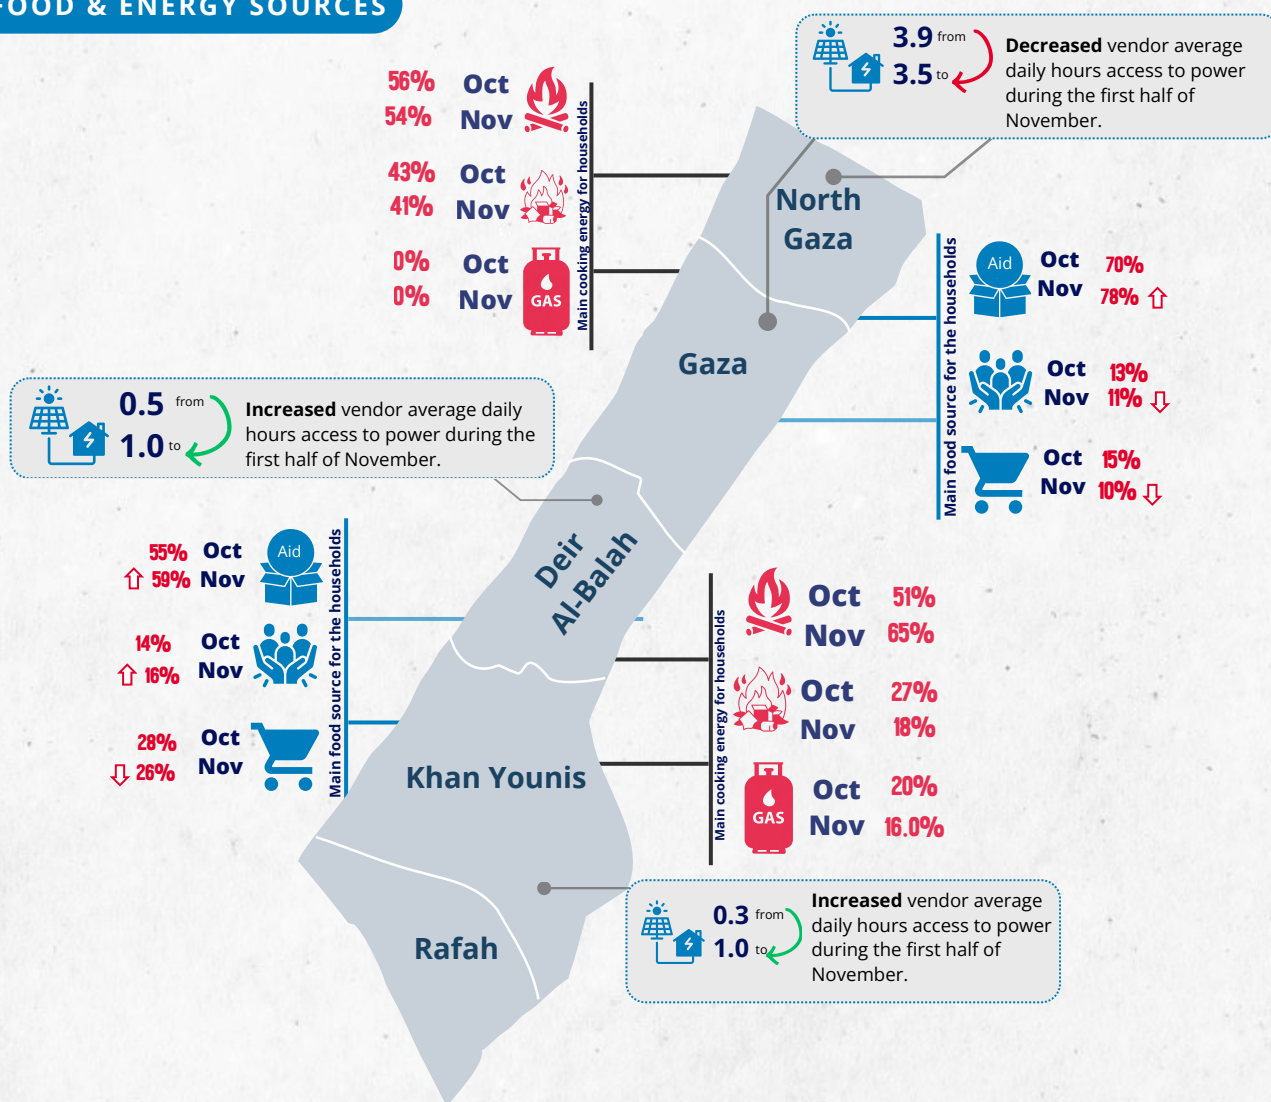 FOOD & ENERGY SOURCES
3.9 from
3.5 to
Decreased vendor average
daily hours access to power
during the first half of
November.
56% Oct
54% Nov
43% Oct
41% Nov
0% Oct
0% Nov
GAS
Main cooking energy for households
North
Gaza
Gaza
Main food source for the households
Aid
Oct 70%
Nov 78%
Oct 13%
Nov 11%
Oct 15%
Nov 10%
0.5 from
1.0 to
Increased vendor average daily
hours access to power during the
first half of November.
Deir
Al-Balah
55% Oct
59% Nov
Aid
14% Oct
16% Nov
28% Oct
26% Nov
Main food source for the households
Main cooking energy for households
Oct 51%
Nov 65%
Oct 27%
Nov 18%
GAS
Oct 20%
Nov 16.0%
Khan Younis
Rafah
0.3 from
1.0 to
Increased vendor average
daily hours access to power
during the first half of
November.